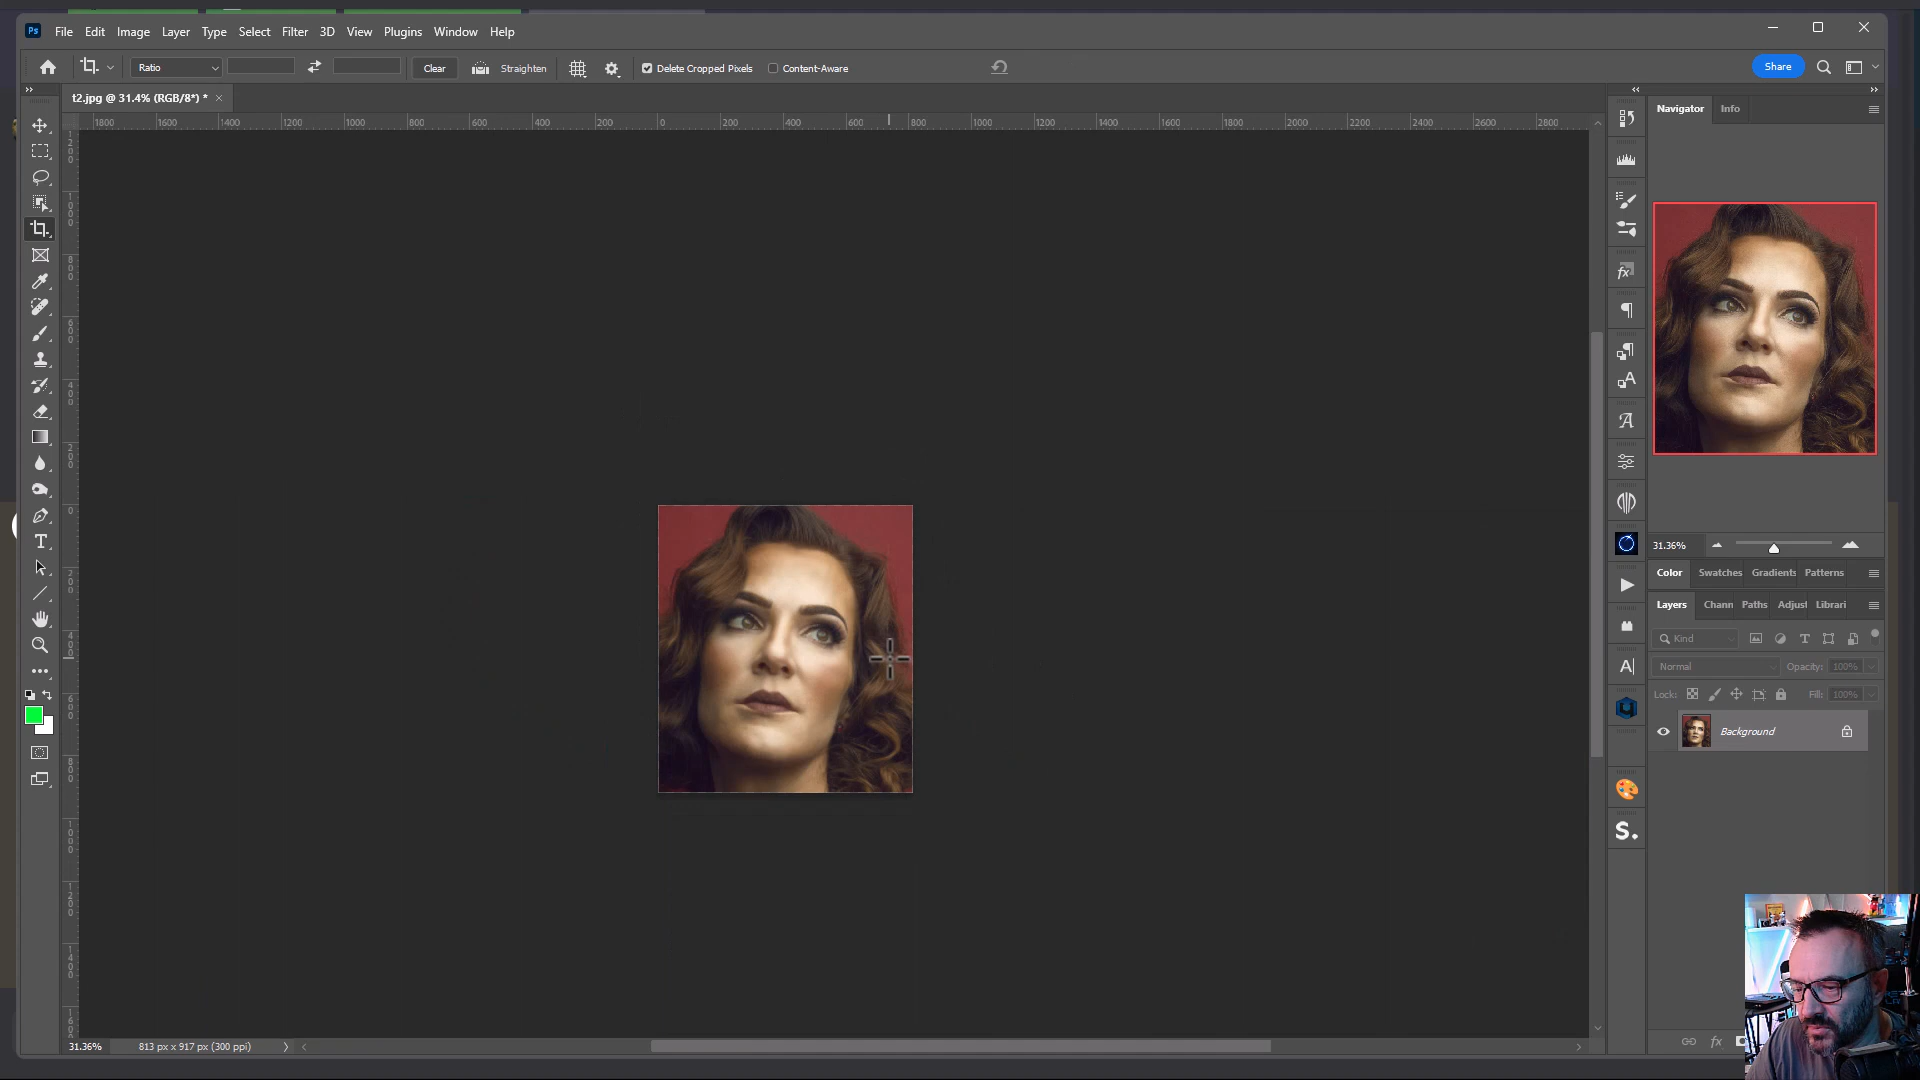 Ps File Edit Image Layer Type Select Filter 3D View Plugins Window Help
Ratio Clear Straighten Delete Cropped Pixels Content-Aware Share
t2.jpg @ 31.4% (RGB/8*) * ×
1800 1600 1400 1200 1000 800 600 400 200 0 200 400 600 800 1000 1200 1400 1600 1800 2000 2200 2400 2600 2800
Navigator Info
31.36%
Color Swatches Gradients Patterns
Layers Chann Paths Adjust Librari
Kind
Normal Opacity: 100%
Lock: Fill: 100%
Background
S.
fx
31.36% 813 px x 917 px (300 ppi)